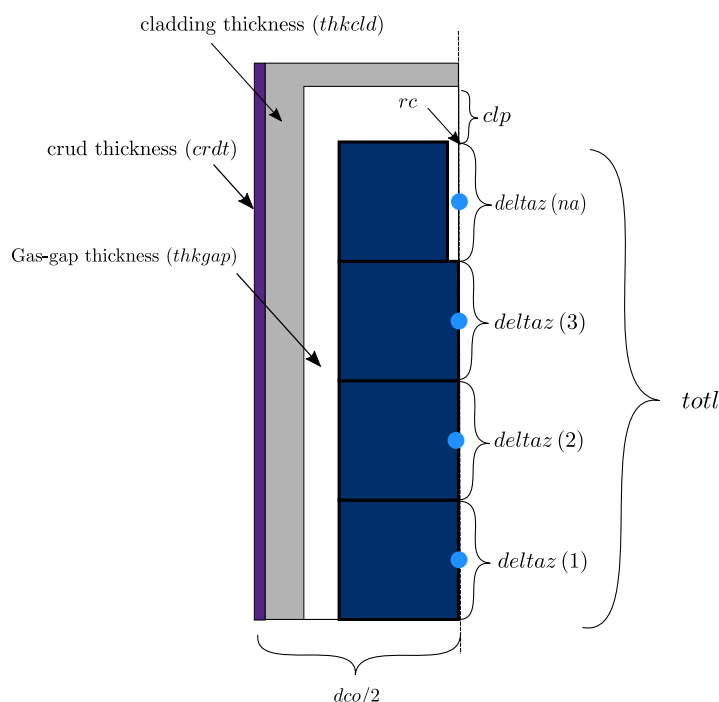 cladding thickness (thkcld)
rc
clp
crud thickness (crdt)
deltaz (na)
Gas-gap thickness (thkgap)
deltaz (3)
totl
deltaz (2)
deltaz (1)
dco/2